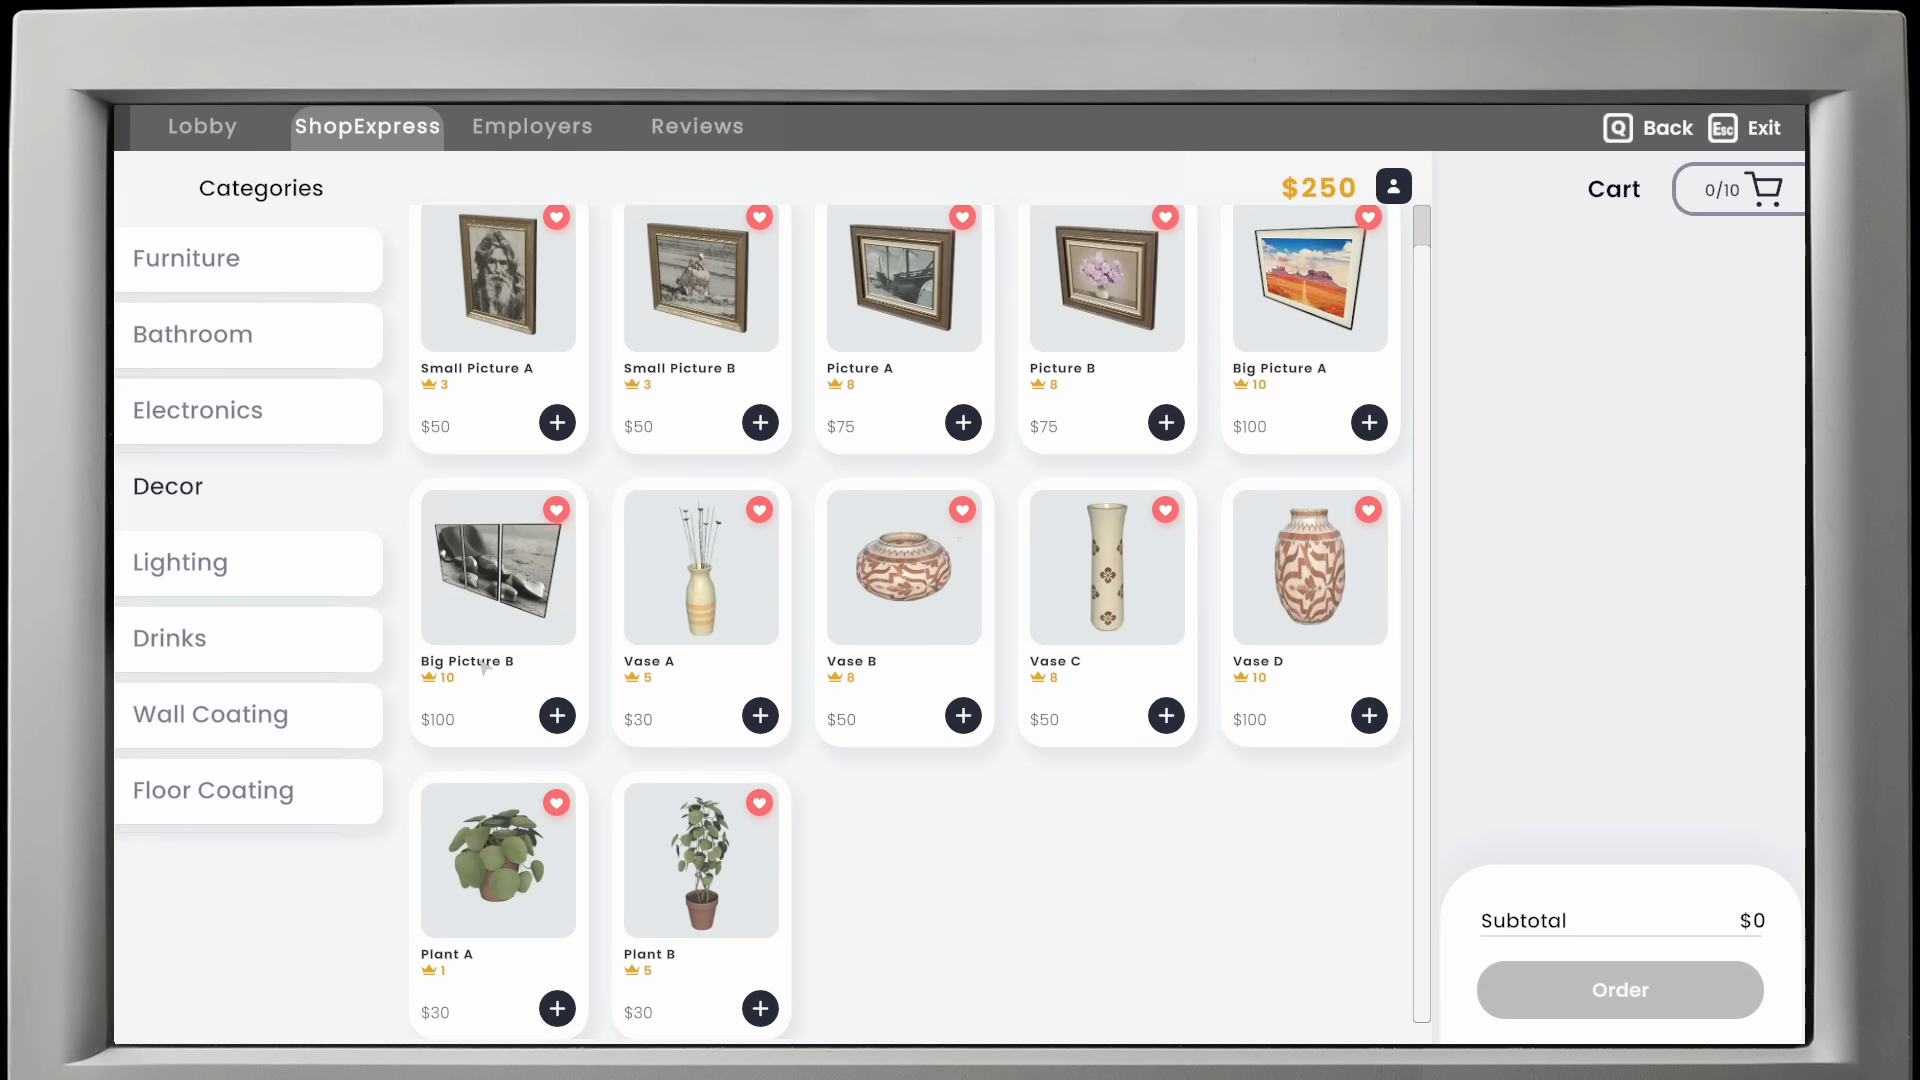 Lobby ShopExpress Employers Reviews Q Back Esc Exit
Categories $250 Cart 0/10
Furniture
Bathroom
Electronics
Decor
Lighting
Drinks
Wall Coating
Floor Coating
Small Picture A Small Picture B Picture A Picture B Big Picture A
3 3 8 8 10
$50 $50 $75 $75 $100
Big Picture B Vase A Vase B Vase C Vase D
10 5 8 8 10
$100 $30 $50 $50 $100
Plant A Plant B
1 5
$30 $30
Subtotal $0
Order